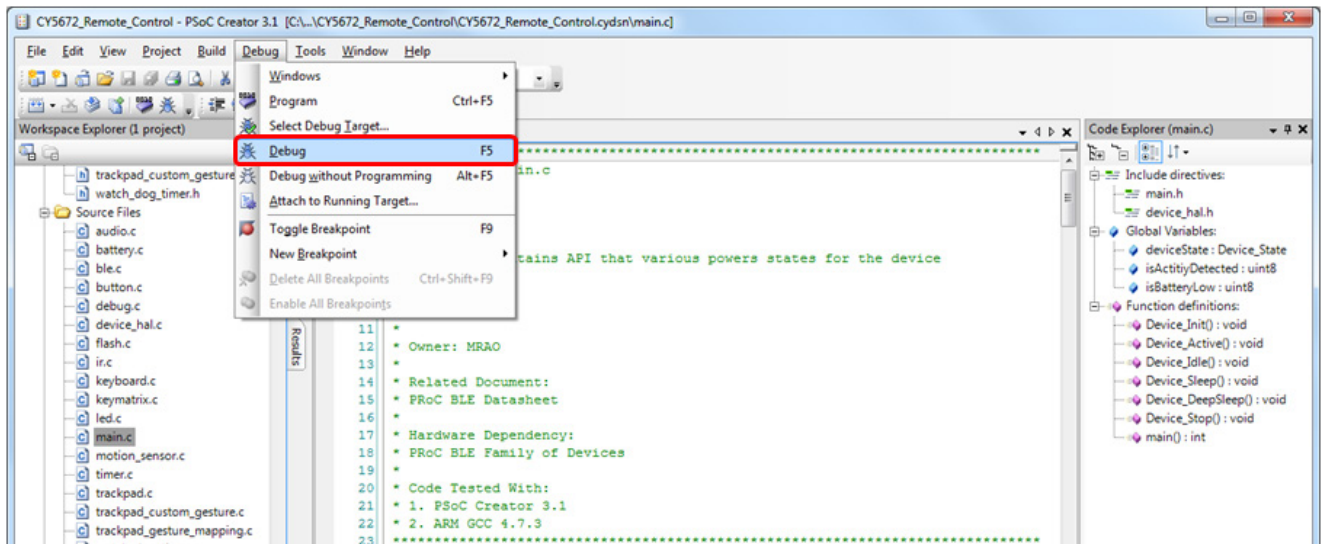 CY5672_Remote_Control - PSoC Creator 3.1 [C:\...\CY5672_Remote_Control\CY5672_Remote_Control.cydsn\main.c]
File Edit View Project Build Debug Tools Window Help
Windows
Program Ctrl+F5
Select Debug Target...
Debug F5
Debug without Programming Alt+F5
Attach to Running Target...
Toggle Breakpoint F9
New Breakpoint
Delete All Breakpoints Ctrl+Shift+F9
Enable All Breakpoints
Workspace Explorer (1 project)
trackpad_custom_gesture
watch_dog_timer.h
Source Files
audio.c
battery.c
ble.c
button.c
debug.c
device_hal.c
flash.c
ir.c
keyboard.c
keymatrix.c
led.c
main.c
motion_sensor.c
timer.c
trackpad.c
trackpad_custom_gesture.c
trackpad_gesture_mapping.c
Results
in.c
tains API that various powers states for the device
11 *
12 * Owner: MRAO
13 *
14 * Related Document:
15 * PRoC BLE Datasheet
16 *
17 * Hardware Dependency:
18 * PRoC BLE Family of Devices
19 *
20 * Code Tested With:
21 * 1. PSoC Creator 3.1
22 * 2. ARM GCC 4.7.3
23
Code Explorer (main.c)
Include directives:
main.h
device_hal.h
Global Variables:
deviceState : Device_State
isActitiyDetected : uint8
isBatteryLow : uint8
Function definitions:
Device_Init() : void
Device_Active() : void
Device_Idle() : void
Device_Sleep() : void
Device_DeepSleep() : void
Device_Stop() : void
main() : int